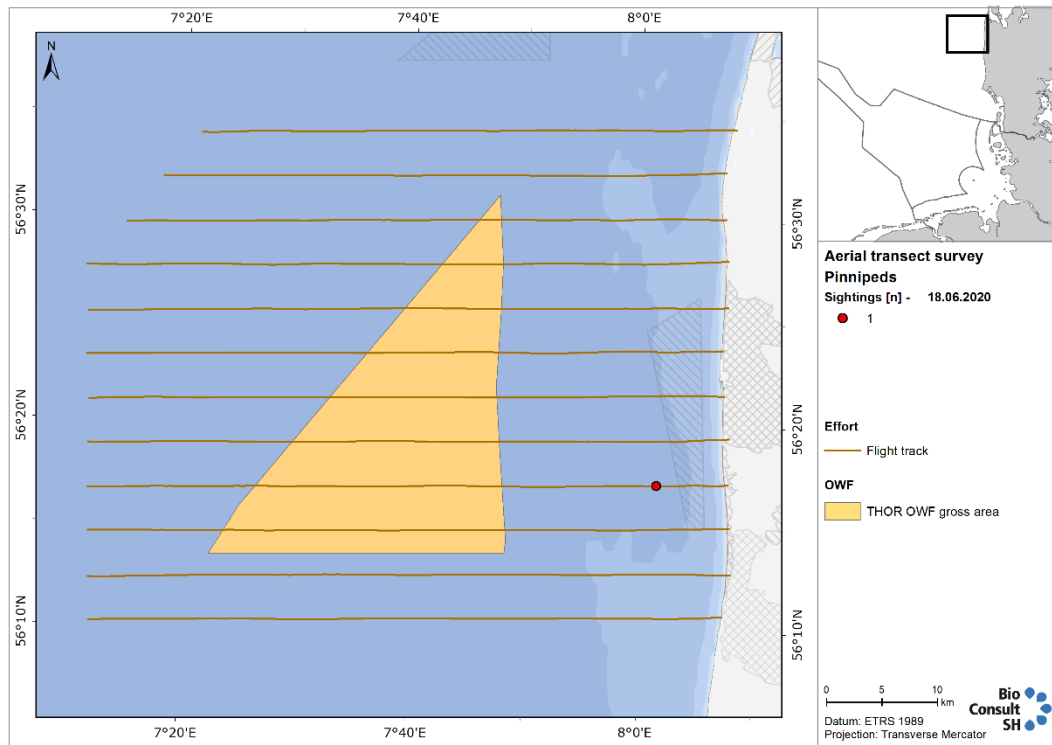 7°20'E
7°40'E
8°0'E
N
56°30'N
56°30'N
56°20'N
56°20'N
56°10'N
56°10'N
7°20'E
7°40'E
8°0'E
Aerial transect survey
Pinnipeds
Sightings [n] - 18.06.2020
1
Effort
Flight track
OWF
THOR OWF gross area
0 5 10
km
Datum: ETRS 1989
Projection: Transverse Mercator
Bio
Consult
SH